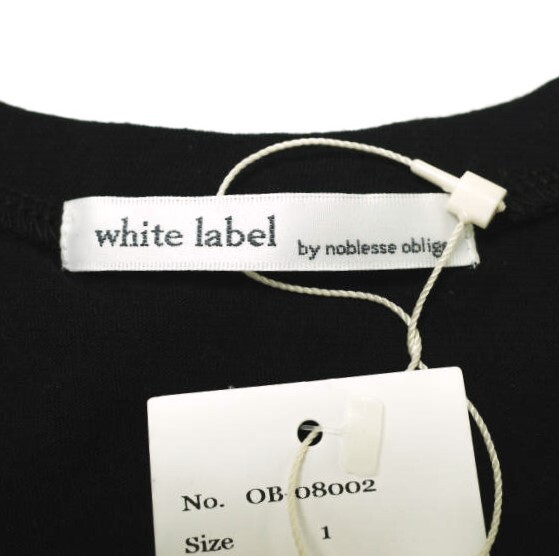 white label
by noblesse oblige
No. OB-08002
Size 1